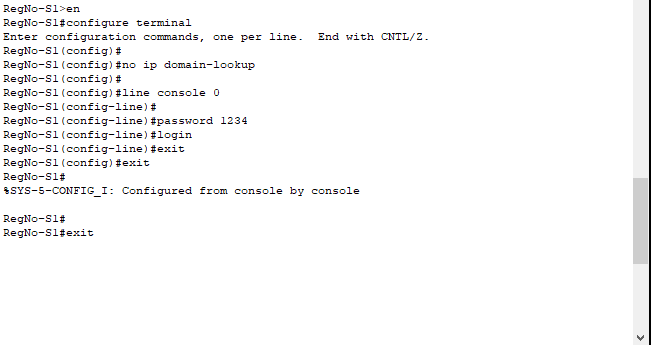 RegNo-S1>en
RegNo-S1#configure terminal
Enter configuration commands, one per line.  End with CNTL/Z.
RegNo-S1(config)#
RegNo-S1(config)#no ip domain-lookup
RegNo-S1(config)#
RegNo-S1(config)#line console 0
RegNo-S1(config-line)#
RegNo-S1(config-line)#password 1234
RegNo-S1(config-line)#login
RegNo-S1(config-line)#exit
RegNo-S1(config)#exit
RegNo-S1#
%SYS-5-CONFIG_I: Configured from console by console
RegNo-S1#
RegNo-S1#exit